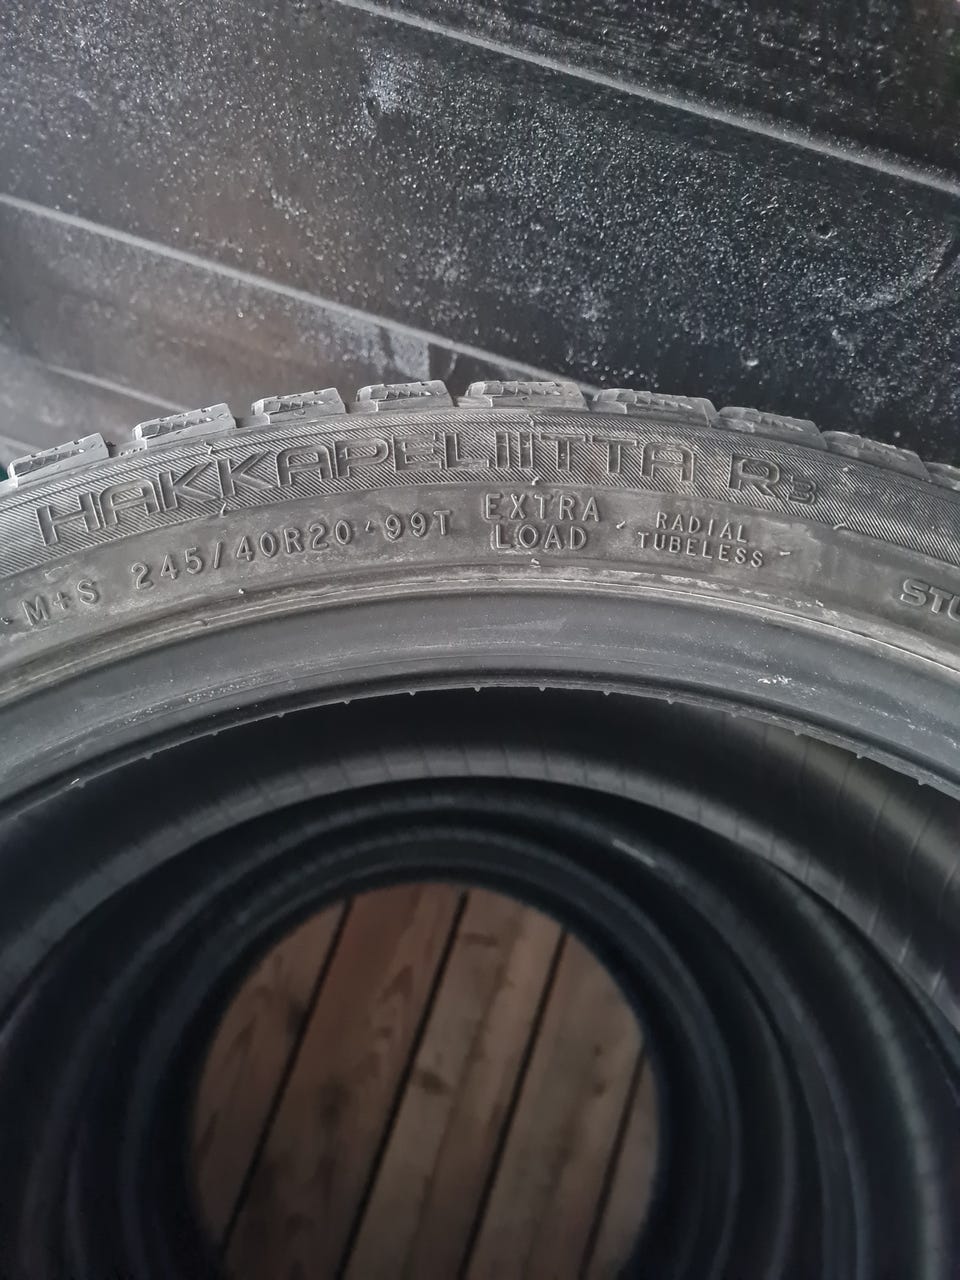 HAKKAPELIITTA R3
M+S 245/40R20 99T EXTRA LOAD RADIAL TUBELESS